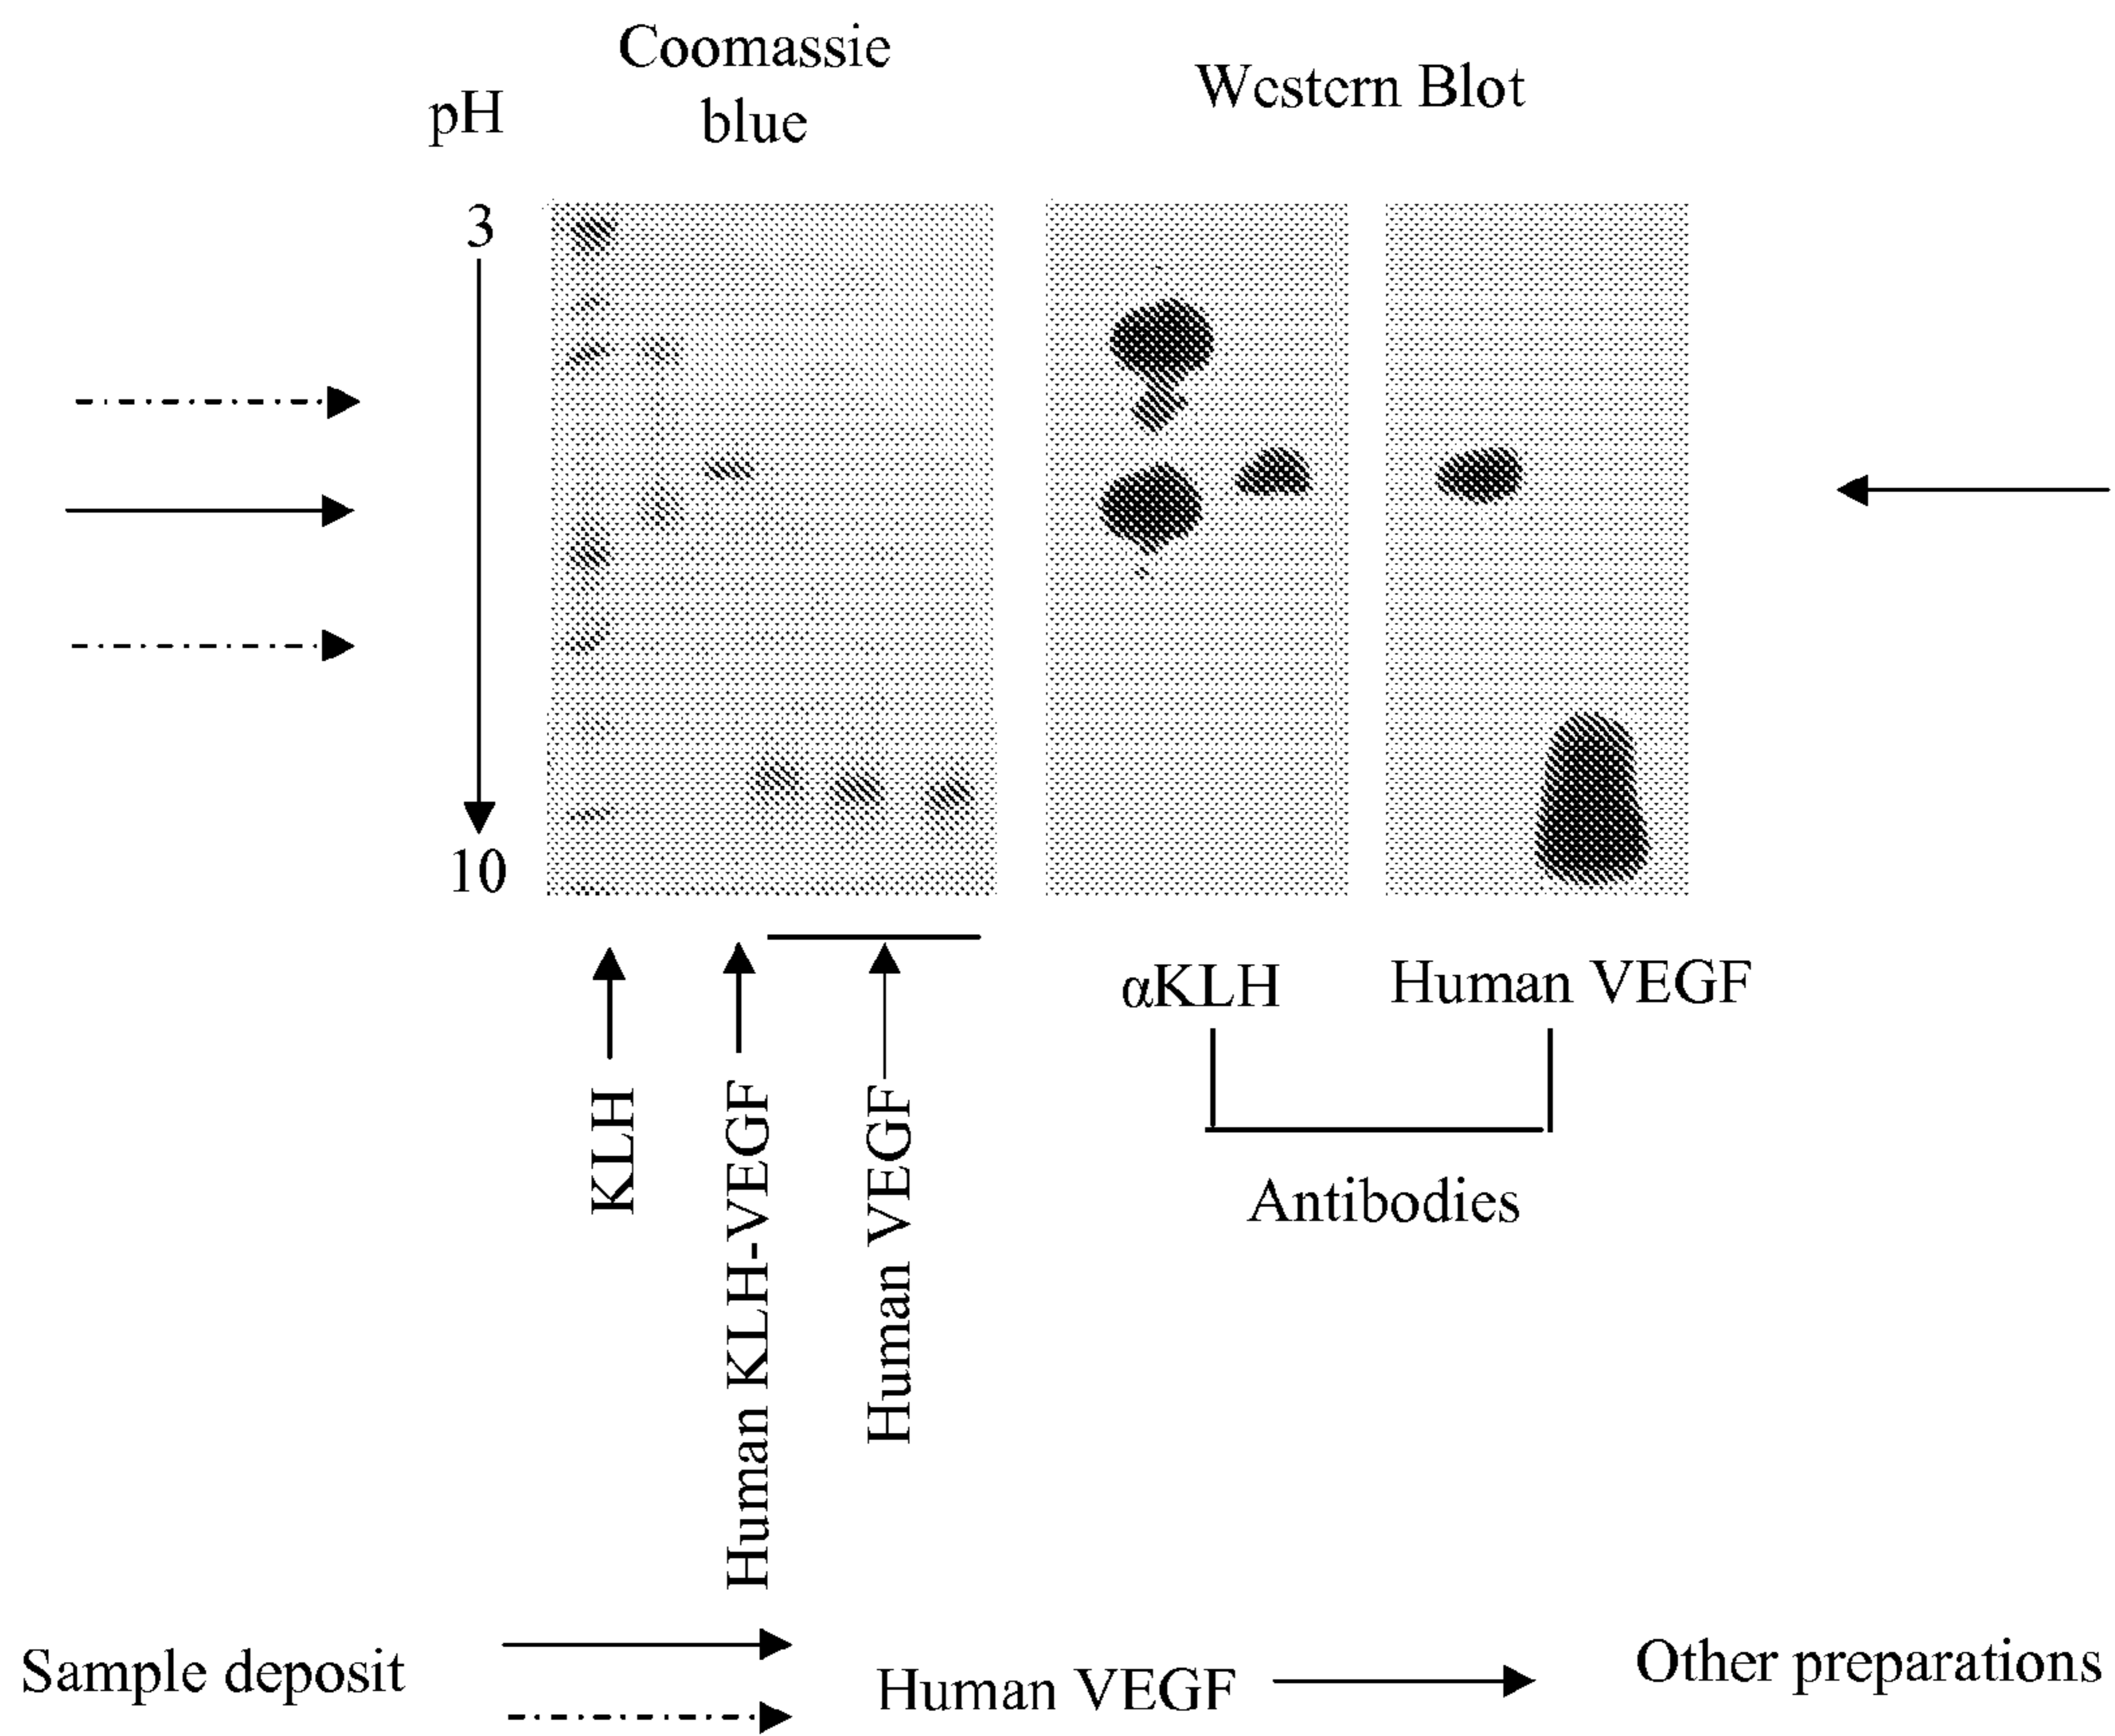 Coomassie
blue
Western Blot
pH
3
10
αKLH
Human VEGF
Antibodies
KLH
Human KLH-VEGF
Human VEGF
Sample deposit
Human VEGF
Other preparations